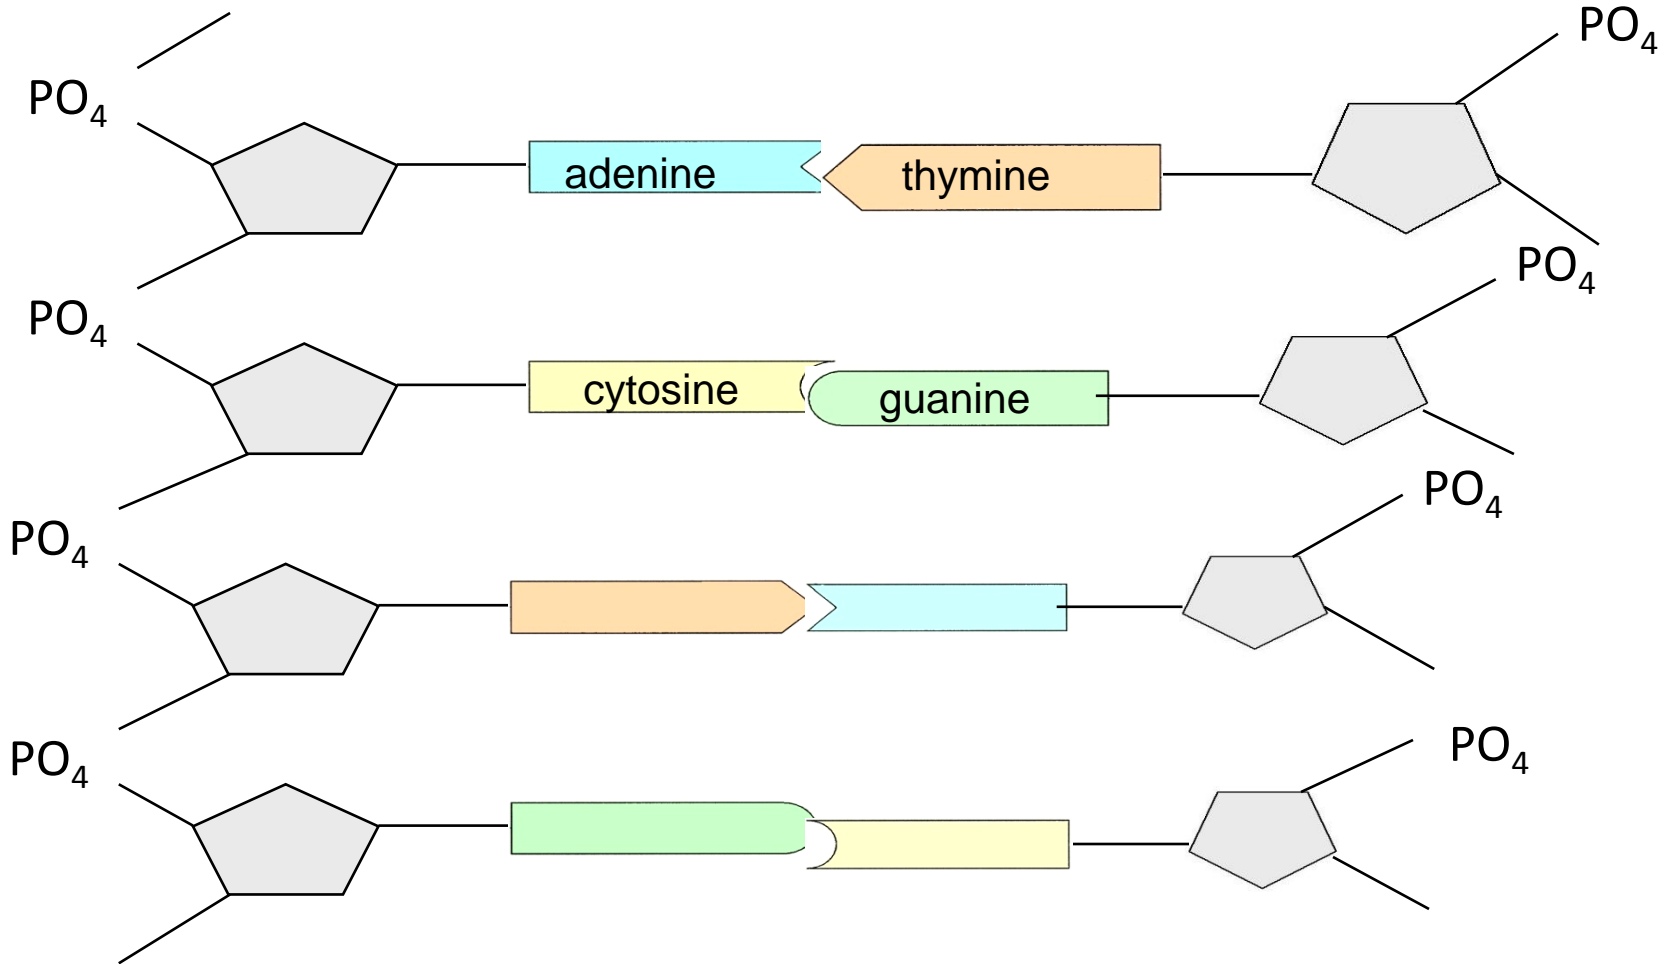 PO₄
PO₄
adenine
thymine
PO₄
PO₄
cytosine
guanine
PO₄
PO₄
PO₄
PO₄